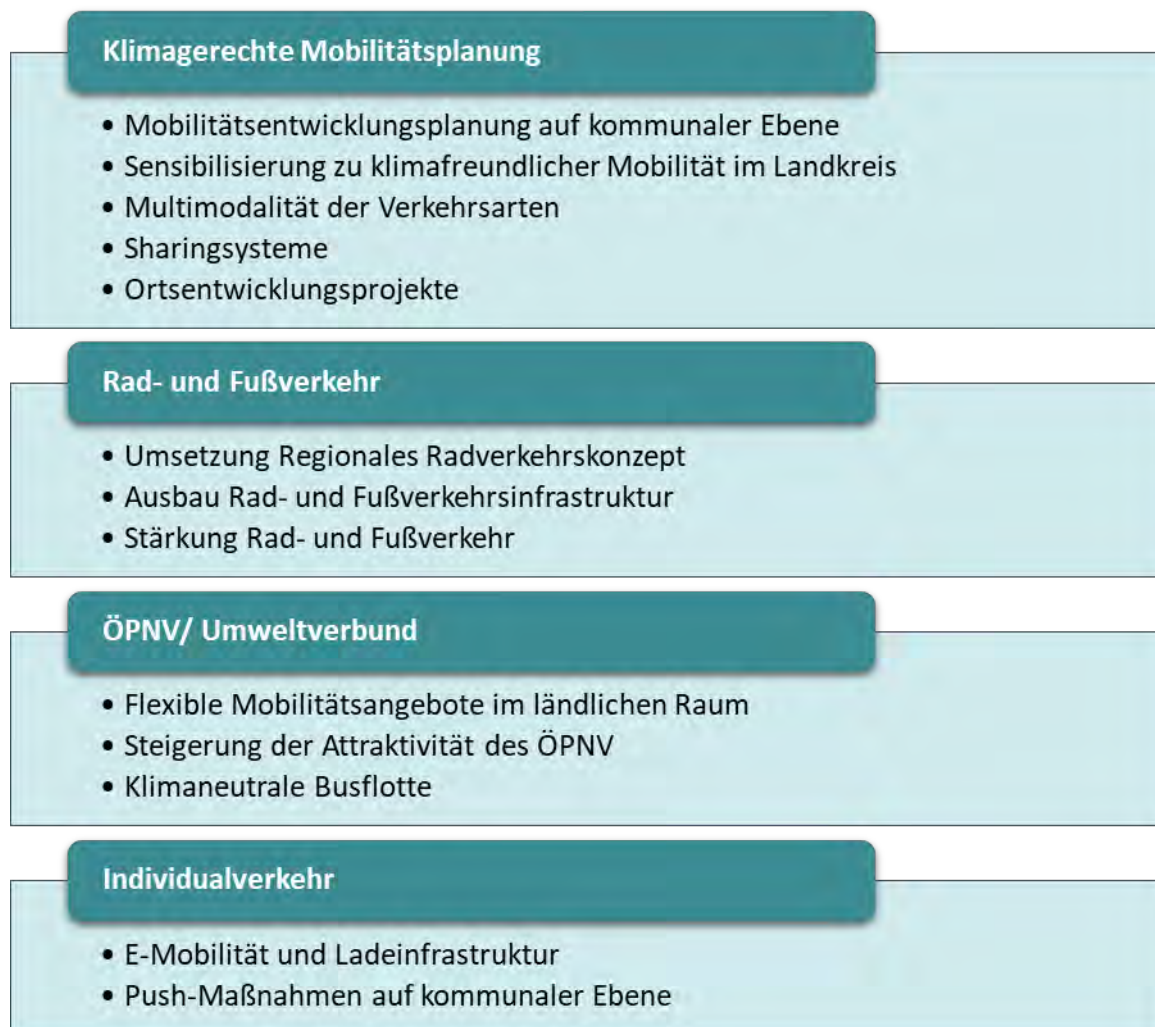 Klimagerechte Mobilitätsplanung
• Mobilitätsentwicklungsplanung auf kommunaler Ebene
• Sensibilisierung zu klimafreundlicher Mobilität im Landkreis
• Multimodalität der Verkehrsarten
• Sharingsysteme
• Ortsentwicklungsprojekte
Rad- und Fußverkehr
• Umsetzung Regionales Radverkehrskonzept
• Ausbau Rad- und Fußverkehrsinfrastruktur
• Stärkung Rad- und Fußverkehr
ÖPNV/ Umweltverbund
• Flexible Mobilitätsangebote im ländlichen Raum
• Steigerung der Attraktivität des ÖPNV
• Klimaneutrale Busflotte
Individualverkehr
• E-Mobilität und Ladeinfrastruktur
• Push-Maßnahmen auf kommunaler Ebene